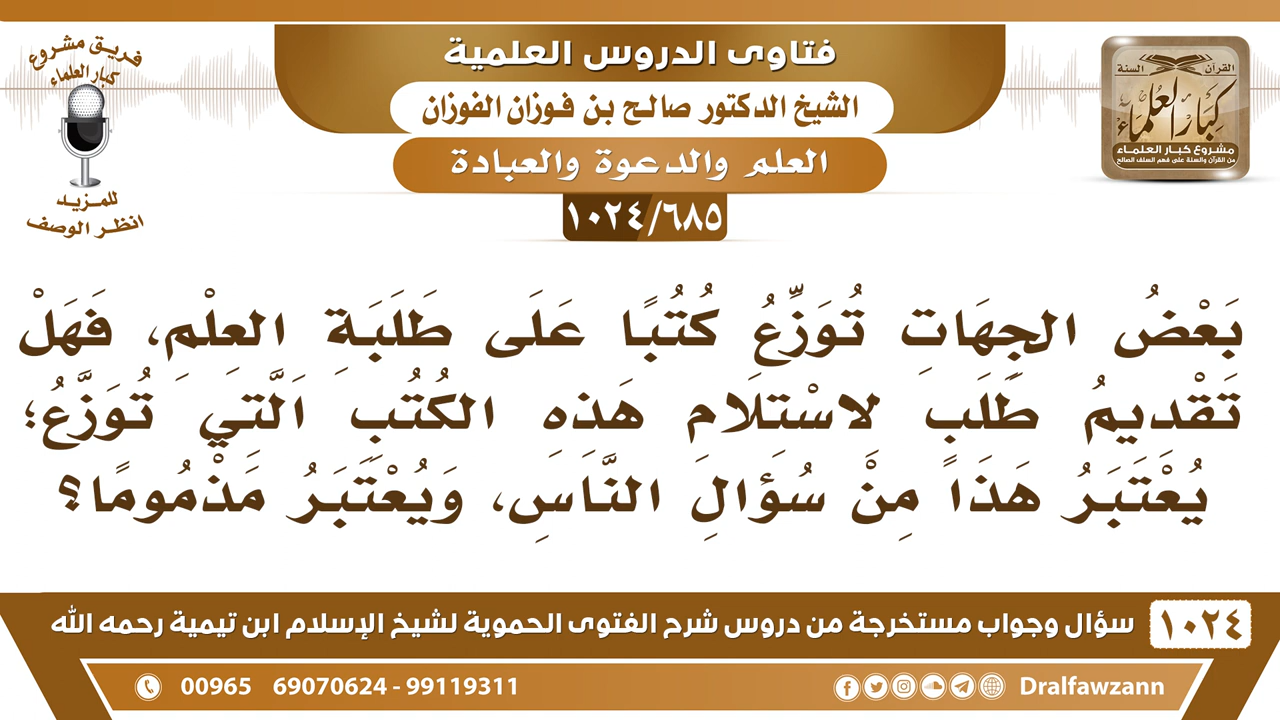 فتاوى الدروس العلمية
الشيخ الدكتور صالح بن فوزان الفوزان
العلم والدعوة والعبادة
١٠٢٤/٦٨٥
القرآن السنة
كبار العلماء
مشروع كبار العلماء
من القرآن والسنة على فهم السلف الصالح
فريق مشروع
كبار العلماء
للمزيد
انظر الوصف
بَعْضُ الجِهَاتِ تُوَزِّعُ كُتُبًا عَلَى طَلَبَةِ العِلْمِ، فَهَلْ
تَقْدِيمُ طَلَبٍ لاسْتَلَامِ هَذِهِ الكُتُبِ الَّتِي تُوَزَّعُ؛
يُعْتَبَرُ هَذَا مِنْ سُؤَالِ النَّاسِ، وَيُعْتَبَرُ مَذْمُومًا؟
١٠٢٤ سؤال وجواب مستخرجة من دروس شرح الفتوى الحموية لشيخ الإسلام ابن تيمية رحمه الله
00965 69070624 - 99119311
Dralfawzann